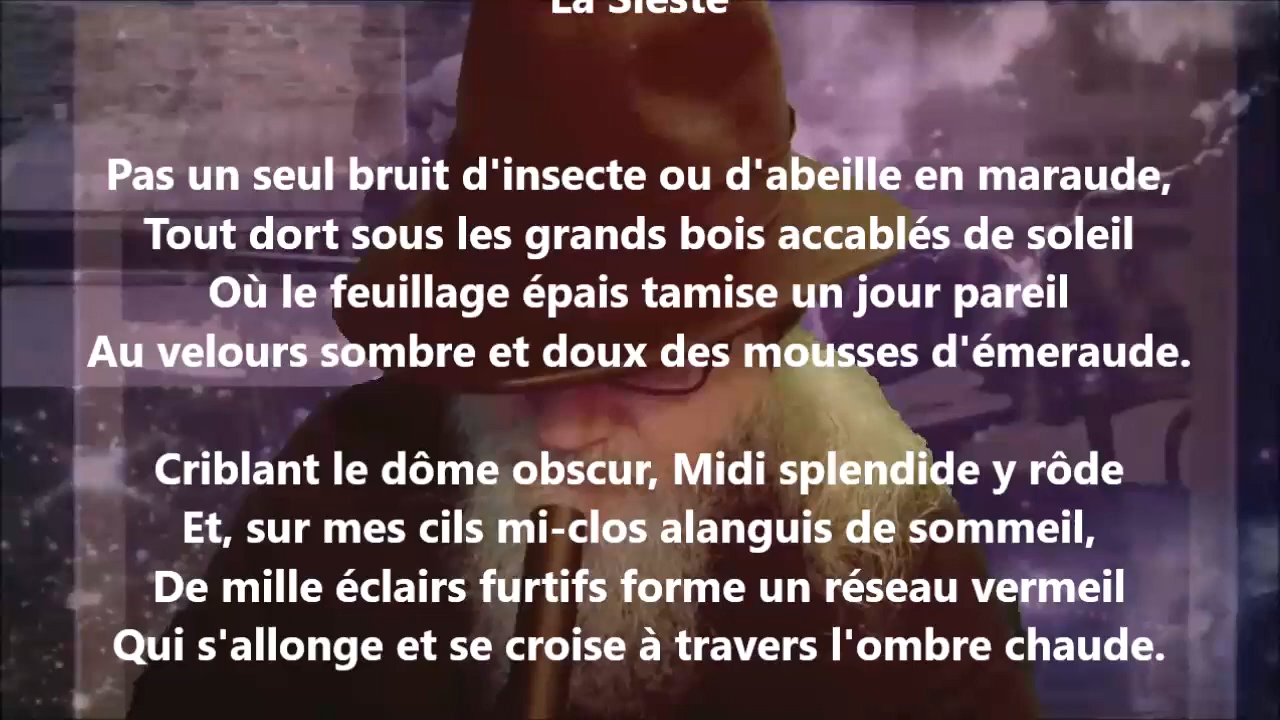 La Sieste
Pas un seul bruit d'insecte ou d'abeille en maraude,
Tout dort sous les grands bois accablés de soleil
Où le feuillage épais tamise un jour pareil
Au velours sombre et doux des mousses d'émeraude.
Criblant le dôme obscur, Midi splendide y rôde
Et, sur mes cils mi-clos alanguis de sommeil,
De mille éclairs furtifs forme un réseau vermeil
Qui s'allonge et se croise à travers l'ombre chaude.